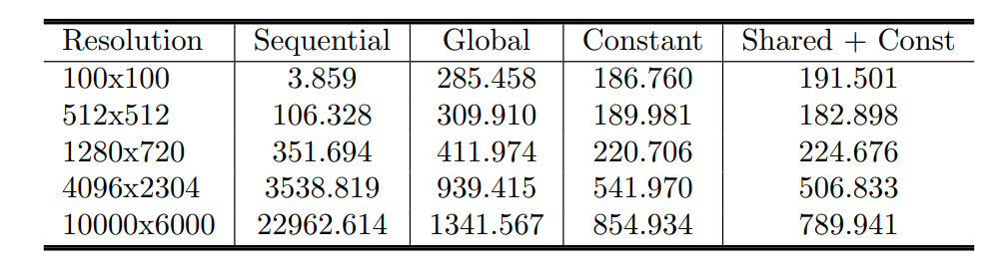 Resolution Sequential Global Constant Shared + Const
100x100 3.859 285.458 186.760 191.501
512x512 106.328 309.910 189.981 182.898
1280x720 351.694 411.974 220.706 224.676
4096x2304 3538.819 939.415 541.970 506.833
10000x6000 22962.614 1341.567 854.934 789.941